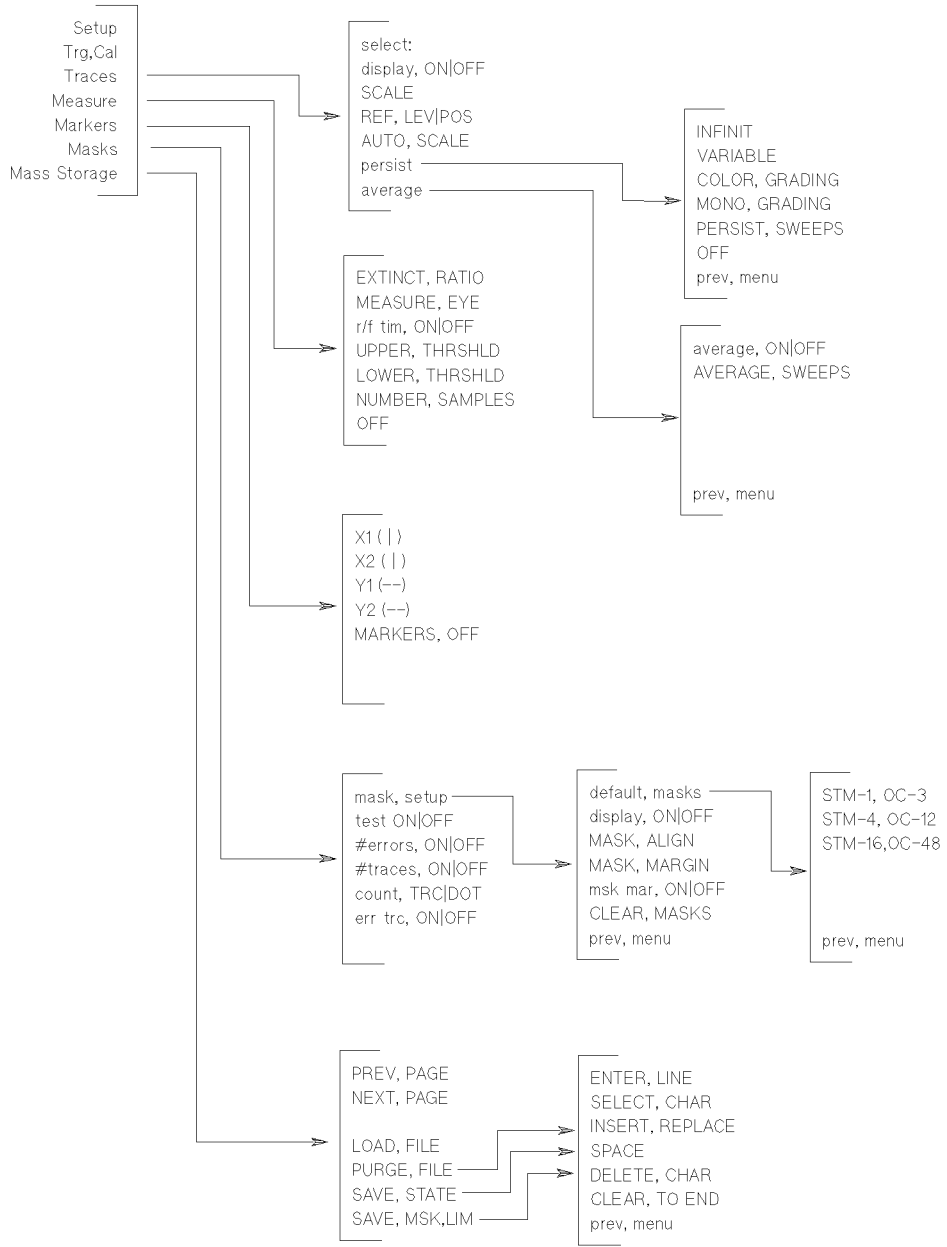 Setup
Trg,Cal
Traces
Measure
Markers
Masks
Mass Storage
select:
display, ON|OFF
SCALE
REF, LEV|POS
AUTO, SCALE
persist
average
INFINIT
VARIABLE
COLOR, GRADING
MONO, GRADING
PERSIST, SWEEPS
OFF
prev, menu
average, ON|OFF
AVERAGE, SWEEPS
prev, menu
EXTINCT, RATIO
MEASURE, EYE
r/f tim, ON|OFF
UPPER, THRSHLD
LOWER, THRSHLD
NUMBER, SAMPLES
OFF
X1 ( | )
X2 ( | )
Y1 (--)
Y2 (--)
MARKERS, OFF
mask, setup
test ON|OFF
#errors, ON|OFF
#traces, ON|OFF
count, TRC|DOT
err trc, ON|OFF
default, masks
display, ON|OFF
MASK, ALIGN
MASK, MARGIN
msk mar, ON|OFF
CLEAR, MASKS
prev, menu
STM-1, OC-3
STM-4, OC-12
STM-16,OC-48
prev, menu
PREV, PAGE
NEXT, PAGE
LOAD, FILE
PURGE, FILE
SAVE, STATE
SAVE, MSK,LIM
ENTER, LINE
SELECT, CHAR
INSERT, REPLACE
SPACE
DELETE, CHAR
CLEAR, TO END
prev, menu